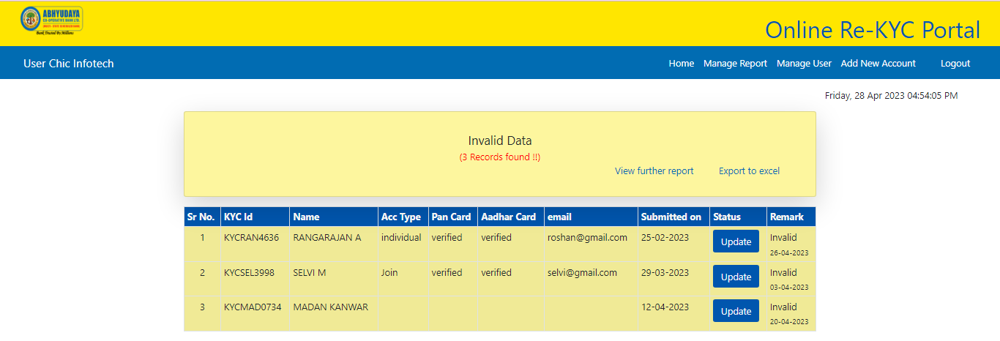 ABHYUDAYA
CO-OPERATIVE BANK LTD.
Bank Trusted By Millions
Online Re-KYC Portal
User Chic Infotech
Home Manage Report Manage User Add New Account Logout
Friday, 28 Apr 2023 04:54:05 PM
Invalid Data
(3 Records found !!)
View further report Export to excel
Sr No. KYC Id Name Acc Type Pan Card Aadhar Card email Submitted on Status Remark
1 KYCRAN4636 RANGARAJAN A individual verified verified roshan@gmail.com 25-02-2023 Update Invalid
26-04-2023
2 KYCSEL3998 SELVI M Join verified verified selvi@gmail.com 29-03-2023 Update Invalid
03-04-2023
3 KYCMAD0734 MADAN KANWAR 12-04-2023 Update Invalid
20-04-2023